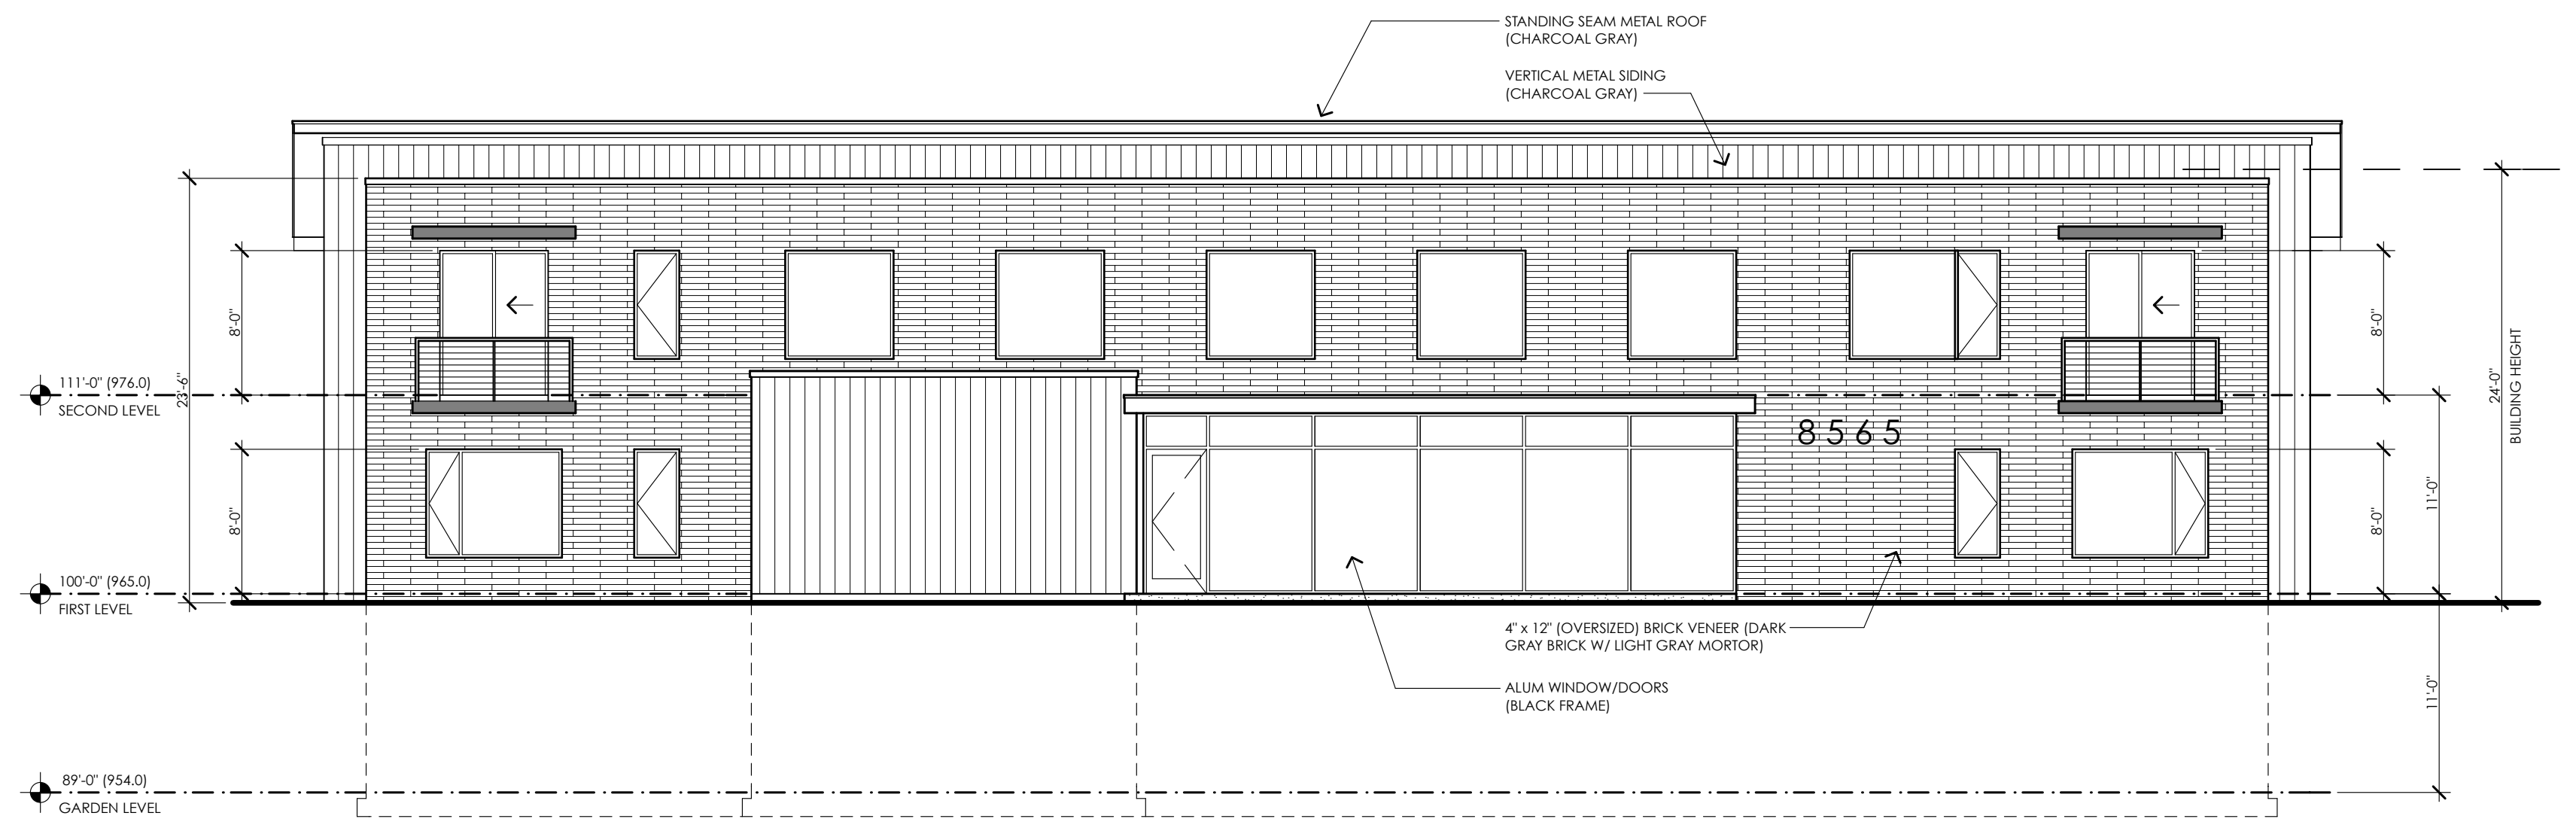 STANDING SEAM METAL ROOF
(CHARCOAL GRAY)
VERTICAL METAL SIDING
(CHARCOAL GRAY)
8'-0"
8'-0"
111'-0" (976.0)
SECOND LEVEL
23'-6"
24'-0"
BUILDING HEIGHT
8565
8'-0"
8'-0"
11'-0"
100'-0" (965.0)
FIRST LEVEL
4" x 12" (OVERSIZED) BRICK VENEER (DARK
GRAY BRICK W/ LIGHT GRAY MORTOR)
ALUM WINDOW/DOORS
(BLACK FRAME)
11'-0"
89'-0" (954.0)
GARDEN LEVEL